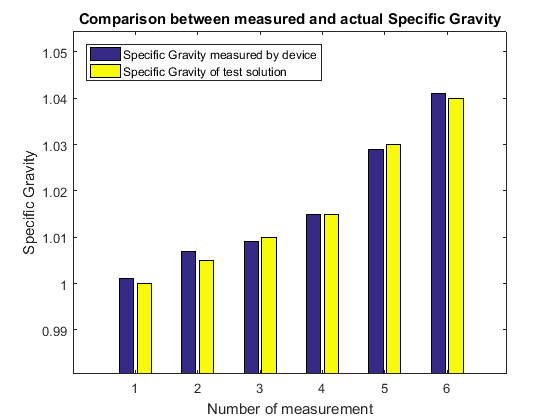 Comparison between measured and actual Specific Gravity
Specific Gravity measured by device
Specific Gravity of test solution
1.05
1.04
1.03
1.02
1.01
1
0.99
Specific Gravity
1 2 3 4 5 6
Number of measurement